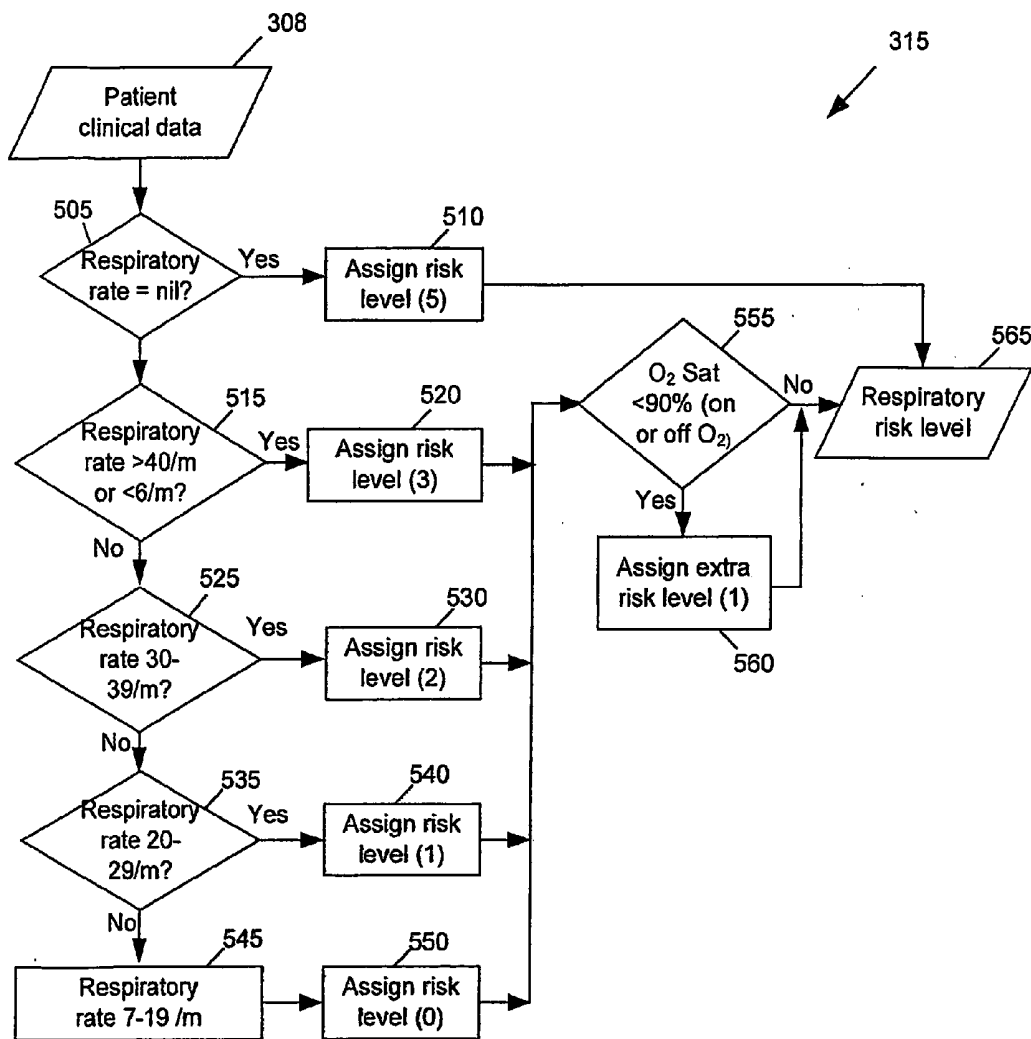 308
315
Patient
clinical data
505
Respiratory
rate = nil?
Yes
510
Assign risk
level (5)
515
Respiratory
rate >40/m
or <6/m?
Yes
520
Assign risk
level (3)
No
525
Respiratory
rate 30-
39/m?
Yes
530
Assign risk
level (2)
No
535
Respiratory
rate 20-
29/m?
Yes
540
Assign risk
level (1)
No
545
Respiratory
rate 7-19 /m
550
Assign risk
level (0)
555
O₂ Sat
<90% (on
or off O₂)
No
Yes
Assign extra
risk level (1)
560
565
Respiratory
risk level